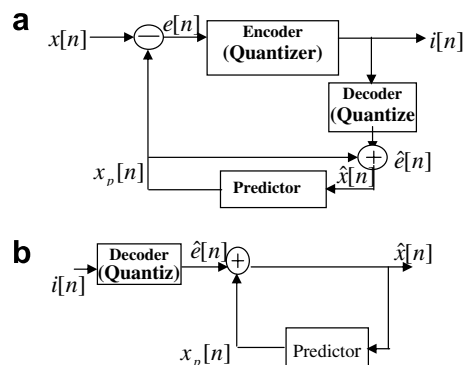 a
x[n]
−
e[n]
Encoder
(Quantizer)
i[n]
Decoder
(Quantize
+
ê[n]
x_p[n]
x̂[n]
Predictor
b
i[n]
Decoder
(Quantiz)
ê[n]
+
x̂[n]
x_p[n]
Predictor